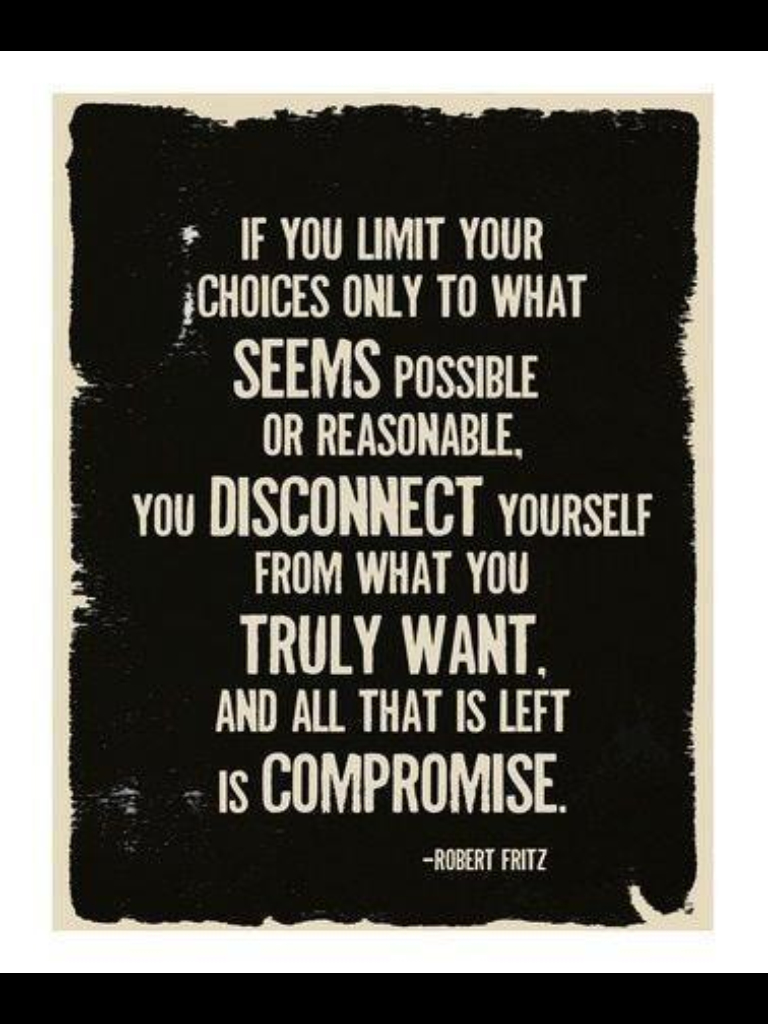 IF YOU LIMIT YOUR
CHOICES ONLY TO WHAT
SEEMS POSSIBLE
OR REASONABLE,
YOU DISCONNECT YOURSELF
FROM WHAT YOU
TRULY WANT,
AND ALL THAT IS LEFT
IS COMPROMISE.
-ROBERT FRITZ